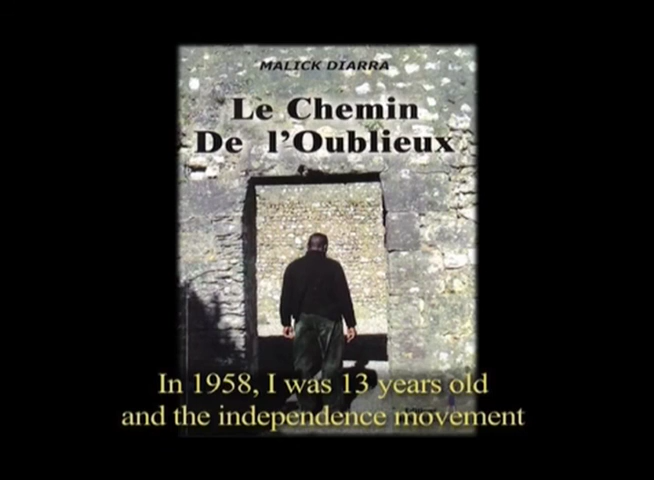 MALICK DIARRA
Le Chemin
De l'Oublieux
In 1958, I was 13 years old
and the independence movement